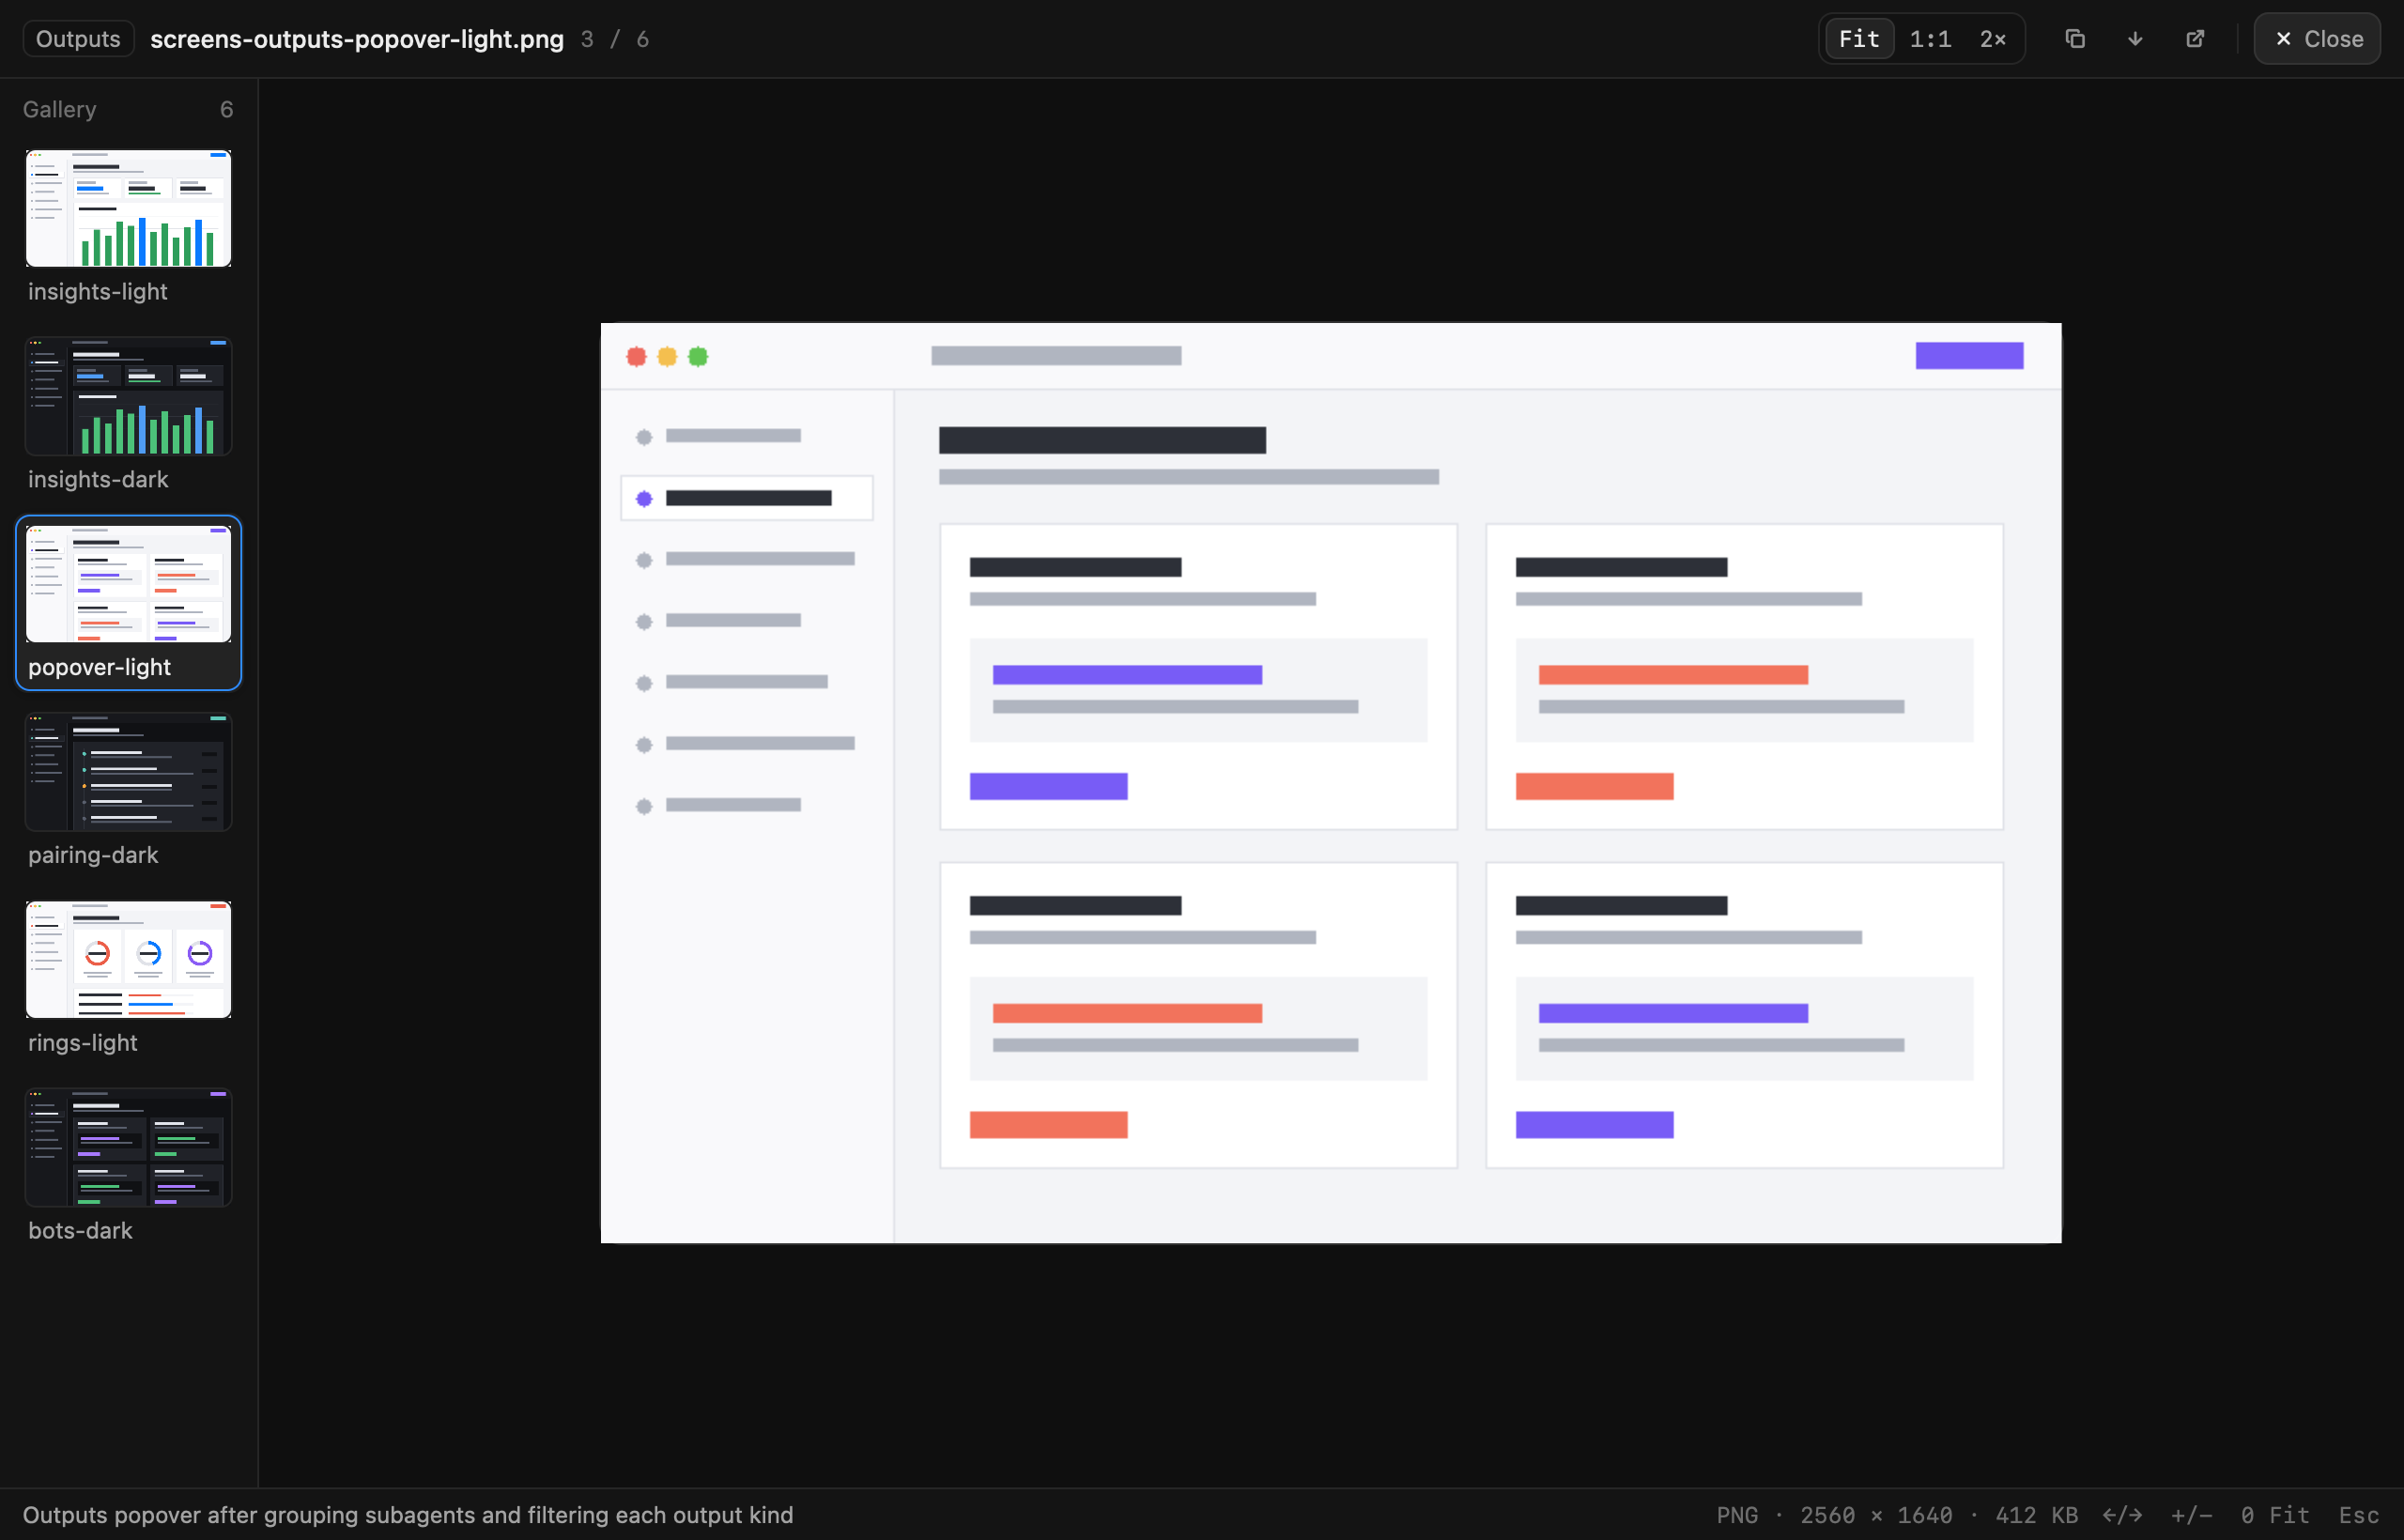 Outputs screens-outputs-popover-light.png 3 / 6 Fit 1:1 2× Close
Gallery 6
insights-light
insights-dark
popover-light
pairing-dark
rings-light
bots-dark
Outputs popover after grouping subagents and filtering each output kind PNG · 2560 × 1640 · 412 KB ←/→ +/− 0 Fit Esc